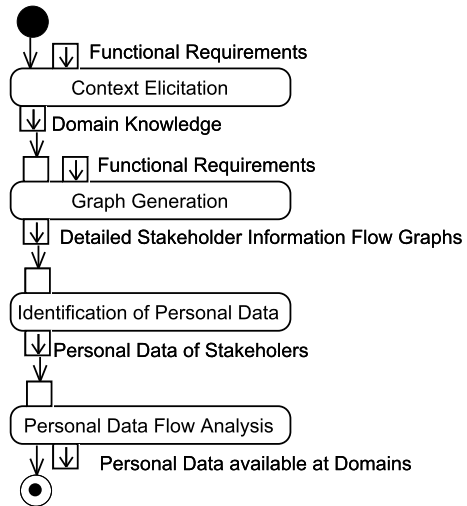 Functional Requirements
Context Elicitation
Domain Knowledge
Functional Requirements
Graph Generation
Detailed Stakeholder Information Flow Graphs
Identification of Personal Data
Personal Data of Stakeholers
Personal Data Flow Analysis
Personal Data available at Domains